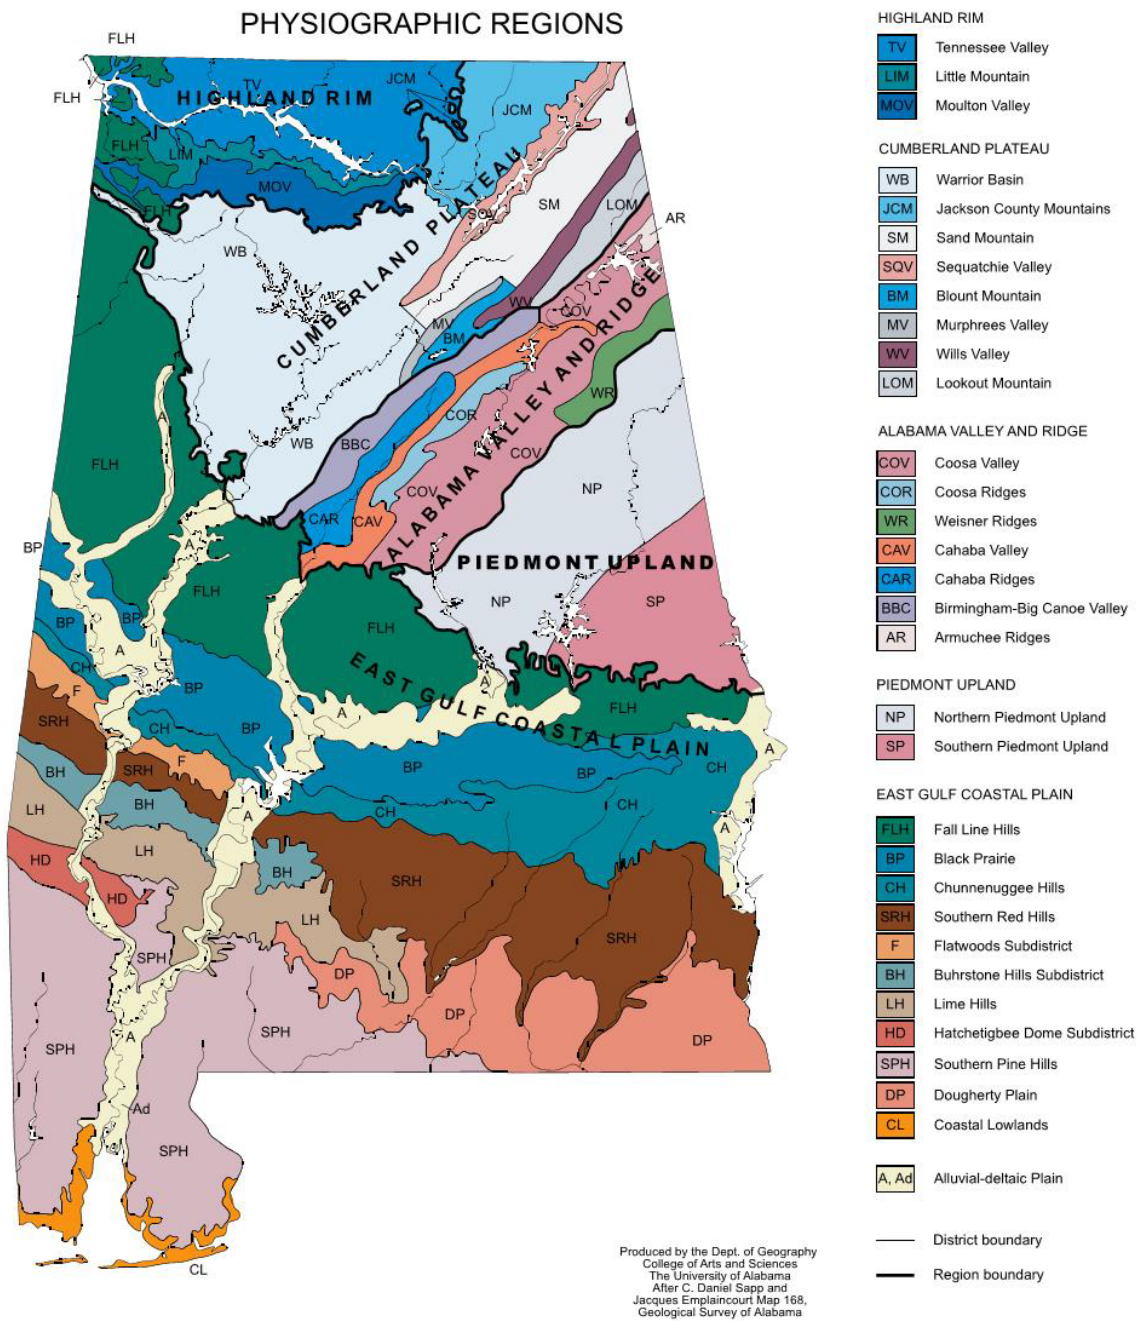 PHYSIOGRAPHIC REGIONS
FLH
FLH
TV
JCM
HIGHLAND RIM
JCM
FLH
LIM
MOV
FLH
SQV
SM
LOM
AR
WB
CUMBERLAND PLATEAU
WV
MV
COV
BM
WR
A
COR
WB
BBC
COV
FLH
COV
NP
CAR
CAV
ALABAMA VALLEY AND RIDGE
BP
A
PIEDMONT UPLAND
FLH
NP
SP
BP
BP
FLH
A
CH
EAST GULF COASTAL PLAIN
F
BP
A
A
FLH
SRH
CH
BP
A
F
BH
SRH
BP
BP
CH
LH
BH
A
CH
CH
A
HD
LH
BH
SRH
HD
LH
SRH
SPH
DP
SPH
SPH
A
DP
DP
Ad
SPH
CL
Produced by the Dept. of Geography
College of Arts and Sciences
The University of Alabama
After C. Daniel Sapp and
Jacques Emplaincourt Map 168,
Geological Survey of Alabama
HIGHLAND RIM
TV Tennessee Valley
LIM Little Mountain
MOV Moulton Valley
CUMBERLAND PLATEAU
WB Warrior Basin
JCM Jackson County Mountains
SM Sand Mountain
SQV Sequatchie Valley
BM Blount Mountain
MV Murphrees Valley
WV Wills Valley
LOM Lookout Mountain
ALABAMA VALLEY AND RIDGE
COV Coosa Valley
COR Coosa Ridges
WR Weisner Ridges
CAV Cahaba Valley
CAR Cahaba Ridges
BBC Birmingham-Big Canoe Valley
AR Armuchee Ridges
PIEDMONT UPLAND
NP Northern Piedmont Upland
SP Southern Piedmont Upland
EAST GULF COASTAL PLAIN
FLH Fall Line Hills
BP Black Prairie
CH Chunnenuggee Hills
SRH Southern Red Hills
F Flatwoods Subdistrict
BH Buhrstone Hills Subdistrict
LH Lime Hills
HD Hatchetigbee Dome Subdistrict
SPH Southern Pine Hills
DP Dougherty Plain
CL Coastal Lowlands
A, Ad Alluvial-deltaic Plain
District boundary
Region boundary